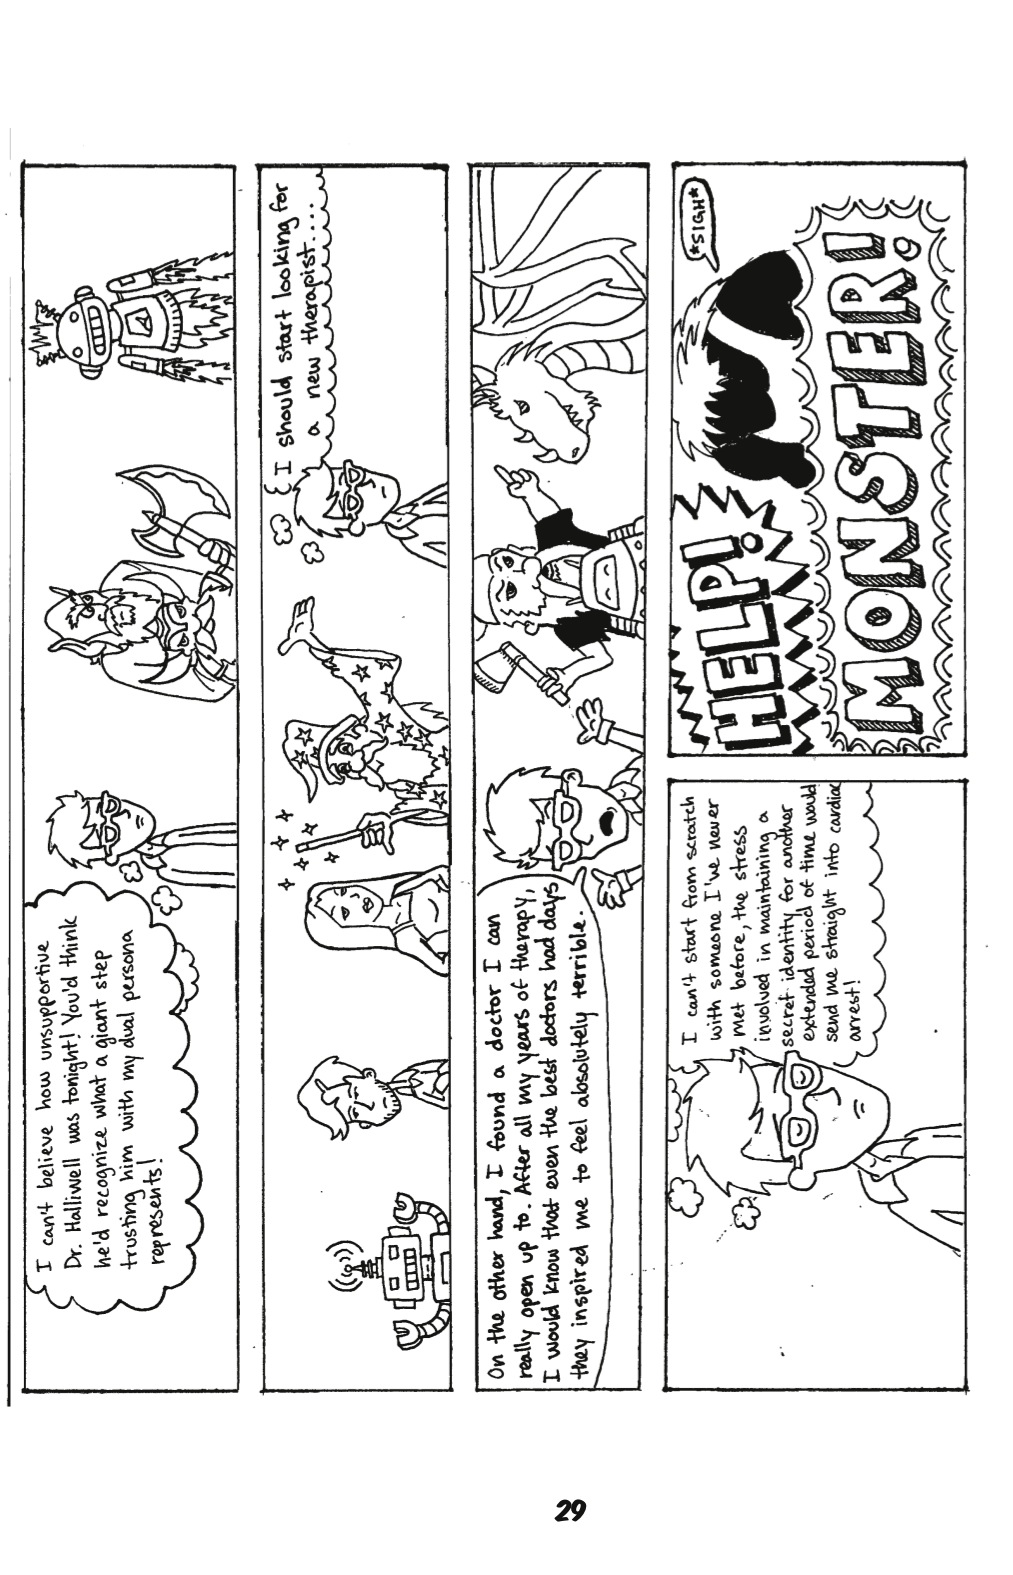 I can't believe how unsupportive
Dr. Halliwell was tonight! You'd think
he'd recognize what a giant step
trusting him with my dual persona
represents!
I should start looking for
a new therapist....
On the other hand, I found a doctor I can
really open up to. After all my years of therapy,
I would know that even the best doctors had days
they inspired me to feel absolutely terrible.
I can't start from scratch
with someone I've never
met before, the stress
involved in maintaining a
secret identity for another
extended period of time would
send me straight into cardiac
arrest!
HELP!
MONSTER!
*SIGH*
29